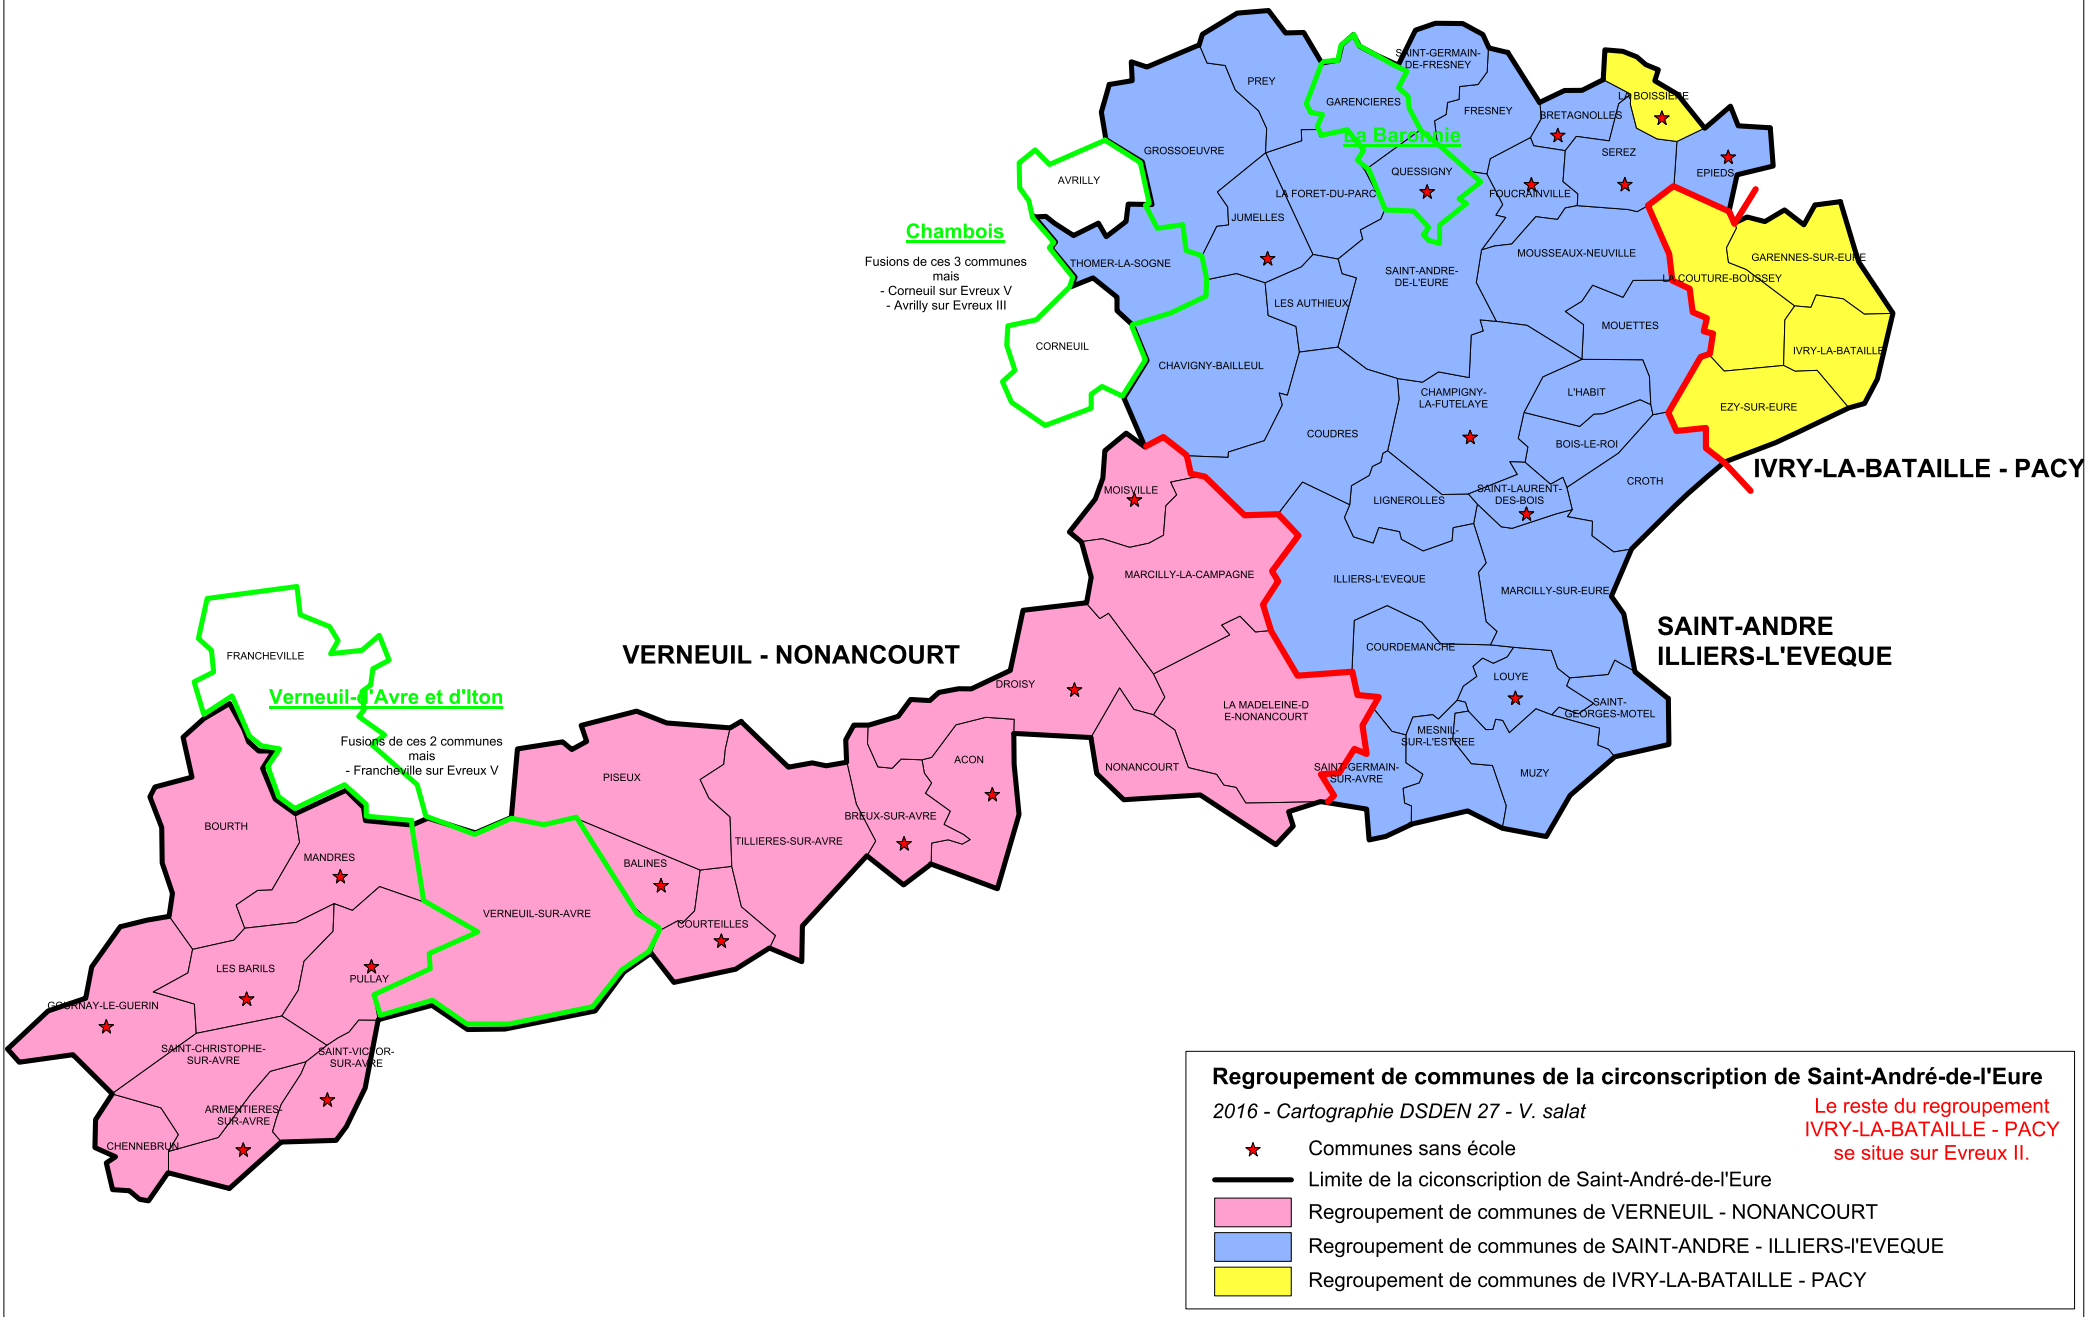 SAINT-GERMAIN-
DE-FRESNEY
PREY
GARENCIERES
LA BOISSIERE
FRESNEY
BRETAGNOLLES
La Baronnie
GROSSOEUVRE
SEREZ
QUESSIGNY
EPIEDS
AVRILLY
LA FORET-DU-PARC
FOUCRAINVILLE
JUMELLES
Chambois
Fusions de ces 3 communes
mais
- Corneuil sur Evreux V
- Avrilly sur Evreux III
THOMER-LA-SOGNE
SAINT-ANDRE-
DE-L'EURE
MOUSSEAUX-NEUVILLE
GARENNES-SUR-EURE
LA COUTURE-BOUSSEY
LES AUTHIEUX
MOUETTES
CORNEUIL
IVRY-LA-BATAILLE
CHAVIGNY-BAILLEUL
CHAMPIGNY-
LA-FUTELAYE
L'HABIT
EZY-SUR-EURE
COUDRES
BOIS-LE-ROI
IVRY-LA-BATAILLE - PACY
CROTH
MOISVILLE
LIGNEROLLES
SAINT-LAURENT-
DES-BOIS
MARCILLY-LA-CAMPAGNE
ILLIERS-L'EVEQUE
MARCILLY-SUR-EURE
SAINT-ANDRE
ILLIERS-L'EVEQUE
FRANCHEVILLE
VERNEUIL - NONANCOURT
COURDEMANCHE
LOUYE
DROISY
Verneuil-d'Avre et d'Iton
LA MADELEINE-D
E-NONANCOURT
SAINT-
GEORGES-MOTEL
Fusions de ces 2 communes
mais
- Francheville sur Evreux V
MESNIL-
SUR-L'ESTREE
ACON
NONANCOURT
SAINT-GERMAIN-
SUR-AVRE
MUZY
PISEUX
BREUX-SUR-AVRE
BOURTH
TILLIERES-SUR-AVRE
MANDRES
BALINES
VERNEUIL-SUR-AVRE
COURTEILLES
LES BARILS
PULLAY
GOURNAY-LE-GUERIN
SAINT-CHRISTOPHE-
SUR-AVRE
SAINT-VICTOR-
SUR-AVRE
ARMENTIERES-
SUR-AVRE
CHENNEBRUN
Regroupement de communes de la circonscription de Saint-André-de-l'Eure
2016 - Cartographie DSDEN 27 - V. salat
Le reste du regroupement
IVRY-LA-BATAILLE - PACY
se situe sur Evreux II.
Communes sans école
Limite de la ciconscription de Saint-André-de-l'Eure
Regroupement de communes de VERNEUIL - NONANCOURT
Regroupement de communes de SAINT-ANDRE - ILLIERS-l'EVEQUE
Regroupement de communes de IVRY-LA-BATAILLE - PACY